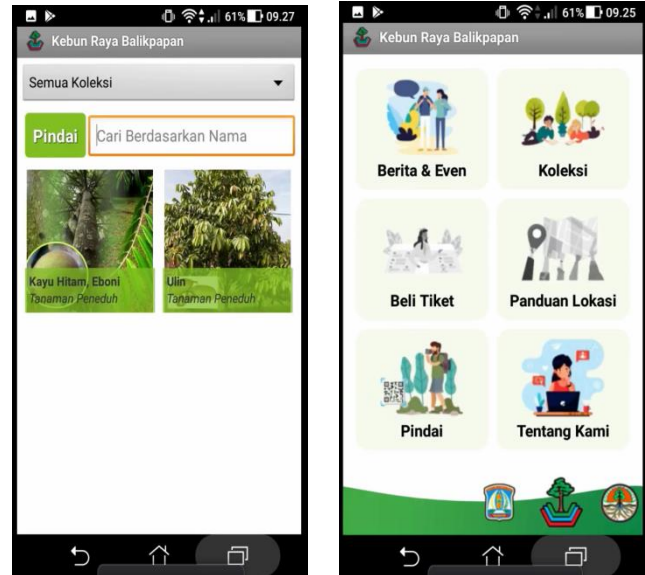 61% 09.27
Kebun Raya Balikpapan
Semua Koleksi
Pindai
Cari Berdasarkan Nama
Kayu Hitam, Eboni
Tanaman Peneduh
Ulin
Tanaman Peneduh
61% 09.25
Kebun Raya Balikpapan
Berita & Even
Koleksi
Beli Tiket
Panduan Lokasi
Pindai
Tentang Kami